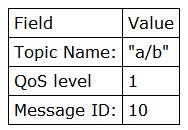 Field Value
Topic Name: "a/b"
QoS level 1
Message ID: 10